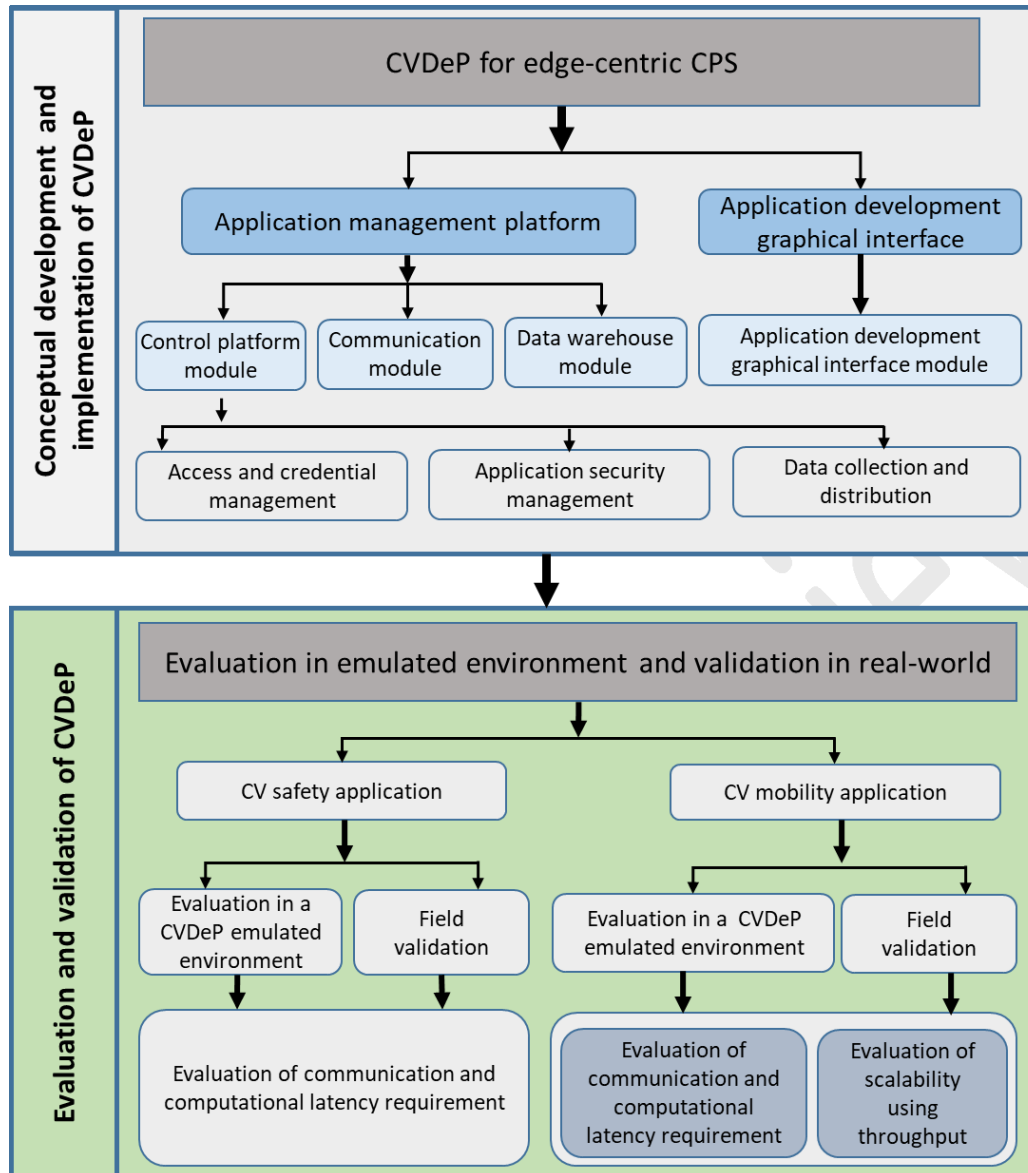 Conceptual development and
implementation of CVDeP
CVDeP for edge-centric CPS
Application management platform
Application development
graphical interface
Control platform
module
Communication
module
Data warehouse
module
Application development
graphical interface module
Access and credential
management
Application security
management
Data collection and
distribution
Evaluation and validation of CVDeP
Evaluation in emulated environment and validation in real-world
CV safety application
CV mobility application
Evaluation in a
CVDeP emulated
environment
Field
validation
Evaluation in a CVDeP
emulated environment
Field
validation
Evaluation of communication and
computational latency requirement
Evaluation of
communication and
computational
latency requirement
Evaluation of
scalability
using
throughput